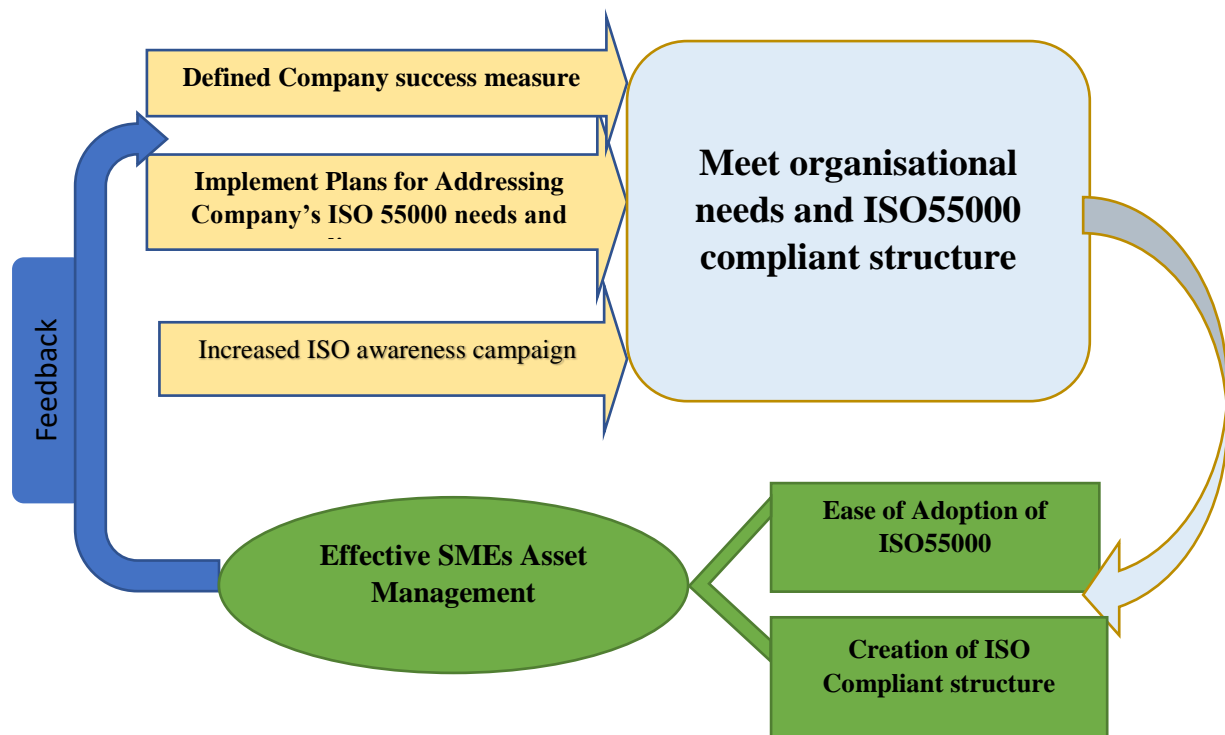 Defined Company success measure
Implement Plans for Addressing
Company's ISO 55000 needs and
Increased ISO awareness campaign
Meet organisational
needs and ISO55000
compliant structure
Feedback
Effective SMEs Asset
Management
Ease of Adoption of
ISO55000
Creation of ISO
Compliant structure